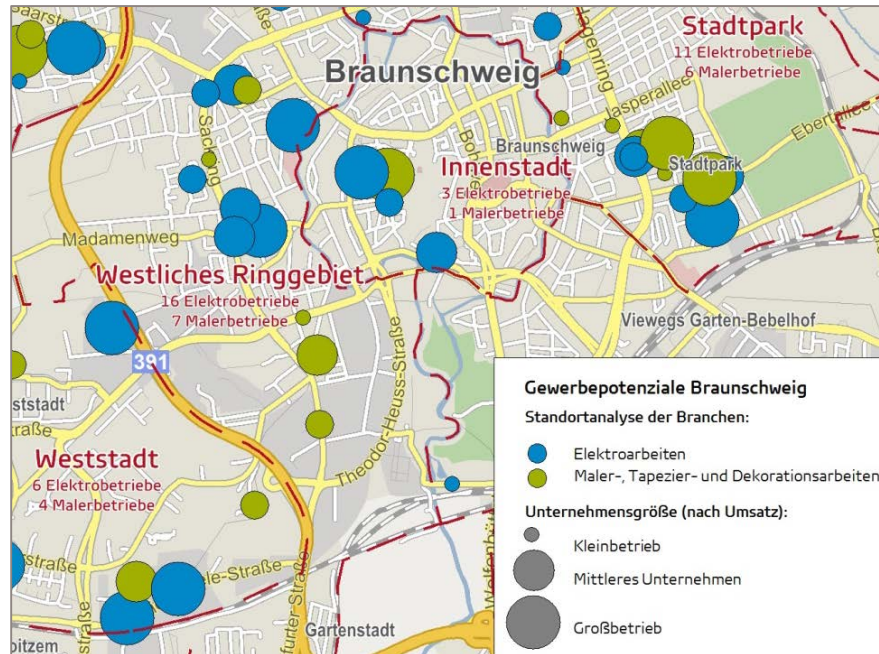 Stadtpark
11 Elektrobetriebe
6 Malerbetriebe
Braunschweig
Jasperallee
Ebertallee
Braunschweig
Stadtpark
Innenstadt
3 Elektrobetriebe
1 Malerbetriebe
Madamenweg
Westliches Ringgebiet
16 Elektrobetriebe
7 Malerbetriebe
Viewegs Garten-Bebelhof
391
Theodor-Heuss-Straße
Weststadt
6 Elektrobetriebe
4 Malerbetriebe
Gartenstadt
Gewerbepotenziale Braunschweig
Standortanalyse der Branchen:
Elektroarbeiten
Maler-, Tapezier- und Dekorationsarbeiten
Unternehmensgröße (nach Umsatz):
Kleinbetrieb
Mittleres Unternehmen
Großbetrieb